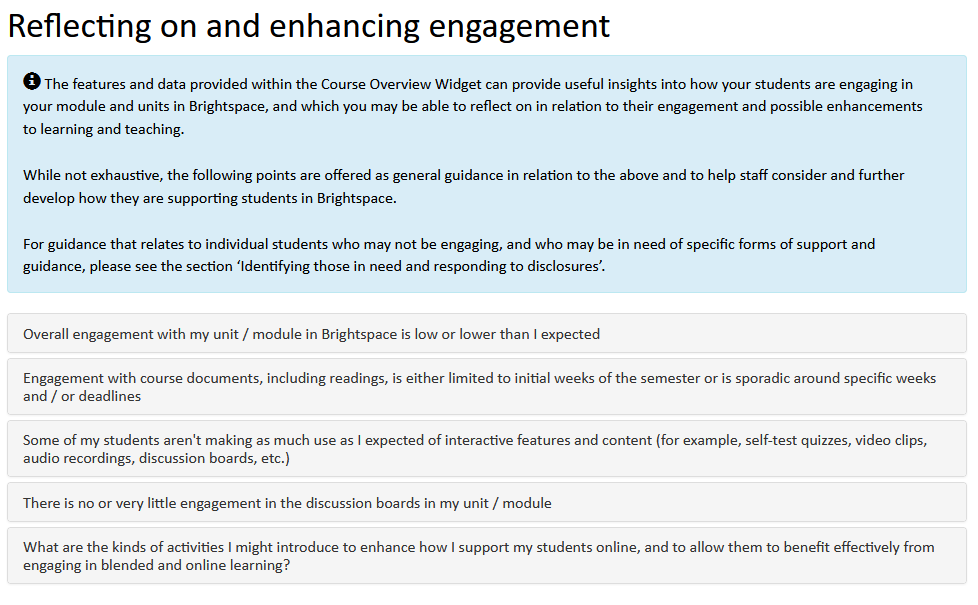 Reflecting on and enhancing engagement
The features and data provided within the Course Overview Widget can provide useful insights into how your students are engaging in
your module and units in Brightspace, and which you may be able to reflect on in relation to their engagement and possible enhancements
to learning and teaching.
While not exhaustive, the following points are offered as general guidance in relation to the above and to help staff consider and further
develop how they are supporting students in Brightspace.
For guidance that relates to individual students who may not be engaging, and who may be in need of specific forms of support and
guidance, please see the section ‘Identifying those in need and responding to disclosures’.
Overall engagement with my unit / module in Brightspace is low or lower than I expected
Engagement with course documents, including readings, is either limited to initial weeks of the semester or is sporadic around specific weeks
and / or deadlines
Some of my students aren't making as much use as I expected of interactive features and content (for example, self-test quizzes, video clips,
audio recordings, discussion boards, etc.)
There is no or very little engagement in the discussion boards in my unit / module
What are the kinds of activities I might introduce to enhance how I support my students online, and to allow them to benefit effectively from
engaging in blended and online learning?